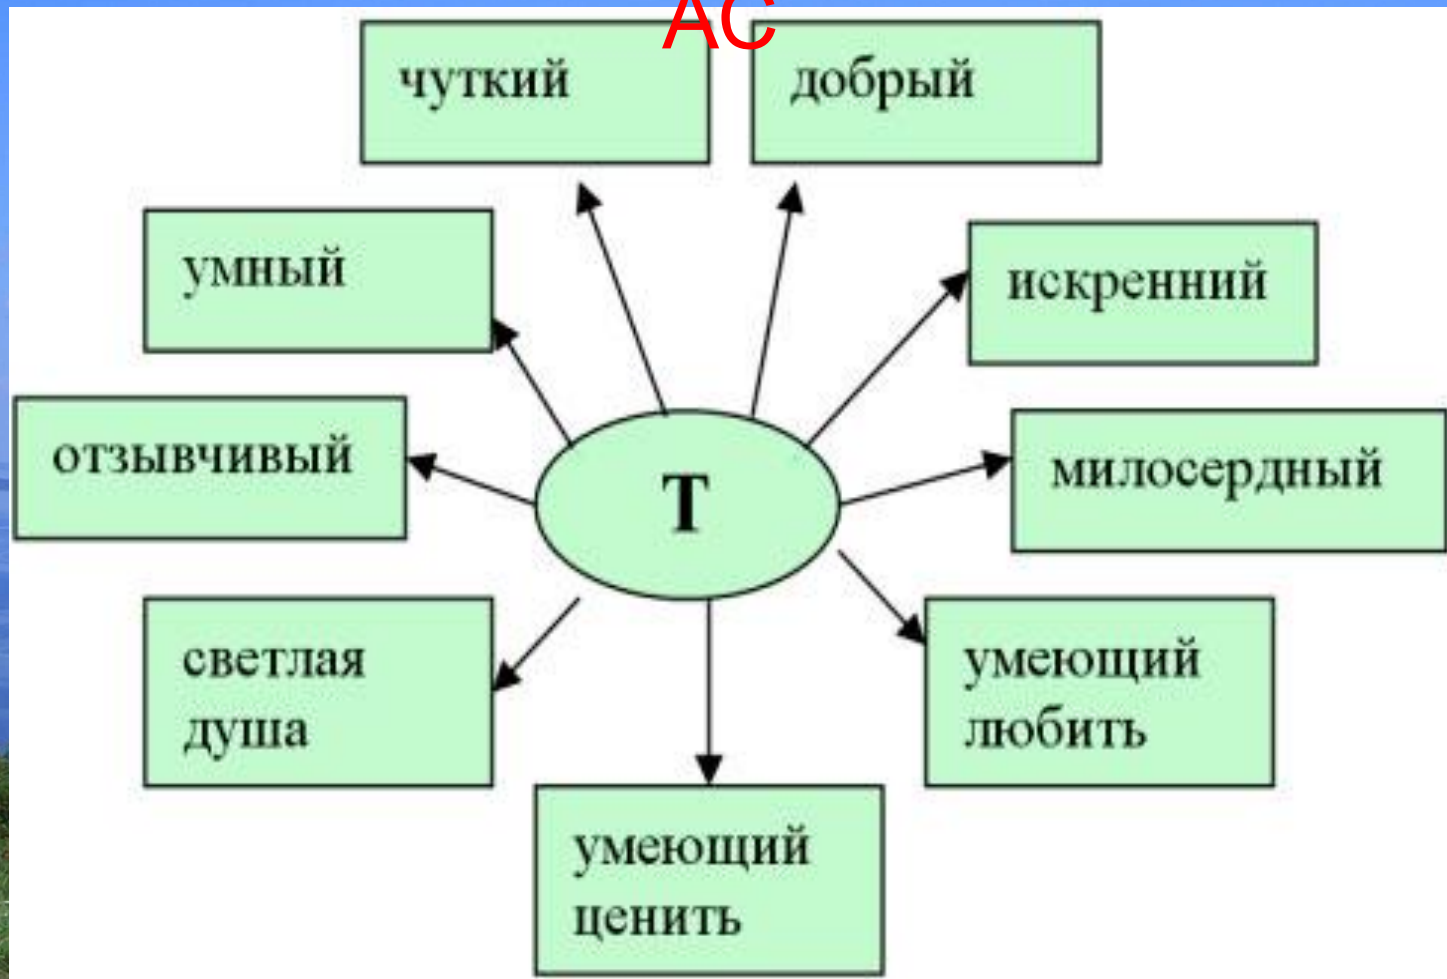 АС
чуткий
добрый
умный
искренний
отзывчивый
милосердный
Т
светлая
душа
умеющий
любить
умеющий
ценить